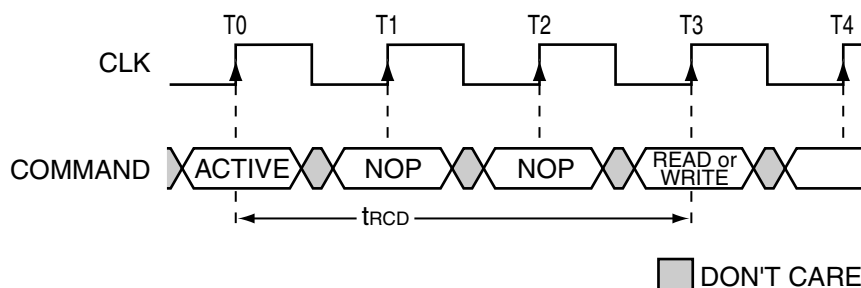 T0 T1 T2 T3 T4
CLK
COMMAND ACTIVE NOP NOP READ or WRITE
tRCD
DON'T CARE